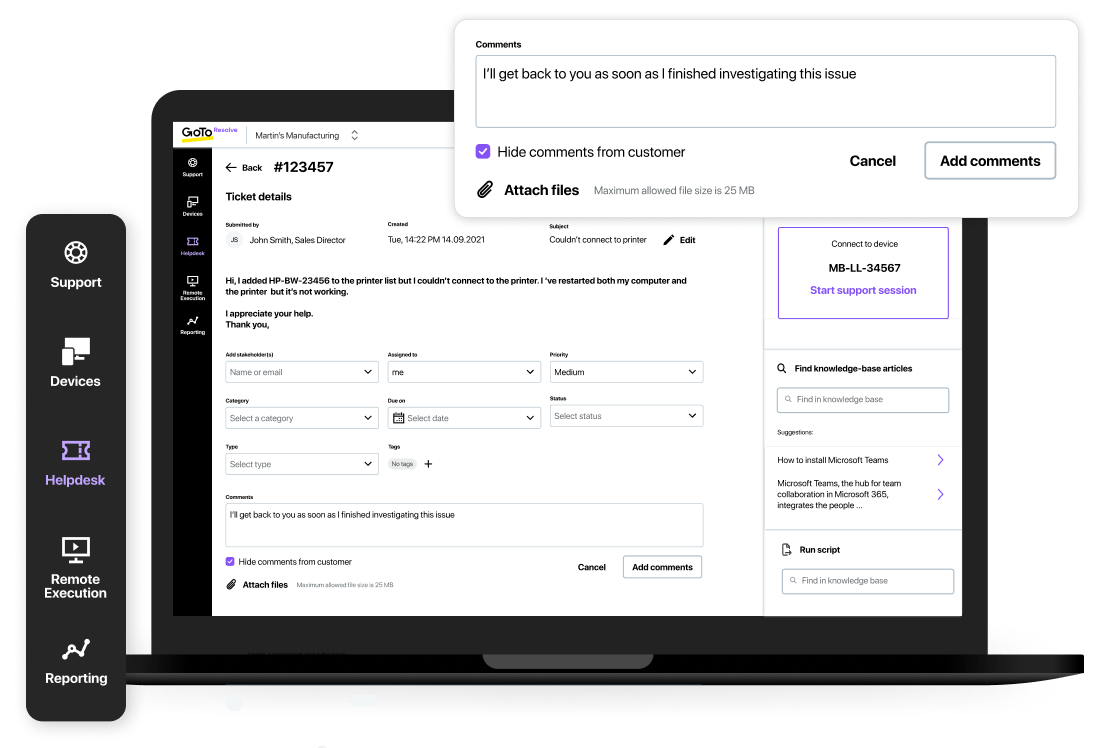 Comments
I'll get back to you as soon as I finished investigating this issue
Hide comments from customer
Cancel
Add comments
Attach files
Maximum allowed file size is 25 MB
Support
Devices
Helpdesk
Remote
Execution
Reporting
GoTo Resolve
Martin's Manufacturing
Support
Devices
Helpdesk
Remote
Execution
Reporting
Back
#123457
Ticket details
Submitted by
JS
John Smith, Sales Director
Created
Tue, 14:22 PM 14.09.2021
Subject
Couldn't connect to printer
Edit
Hi, I added HP-BW-23456 to the printer list but I couldn't connect to the printer. I 've restarted both my computer and
the printer but it's not working.
I appreciate your help.
Thank you,
Add stakeholder(s)
Name or email
Assigned to
me
Priority
Medium
Category
Select a category
Due on
Select date
Status
Select status
Type
Select type
Tags
No tags
Comments
I'll get back to you as soon as I finished investigating this issue
Hide comments from customer
Cancel
Add comments
Attach files
Maximum allowed file size is 25 MB
Connect to device
MB-LL-34567
Start support session
Find knowledge-base articles
Find in knowledge base
Suggestions:
How to install Microsoft Teams
Microsoft Teams, the hub for team
collaboration in Microsoft 365,
integrates the people ...
Run script
Find in knowledge base